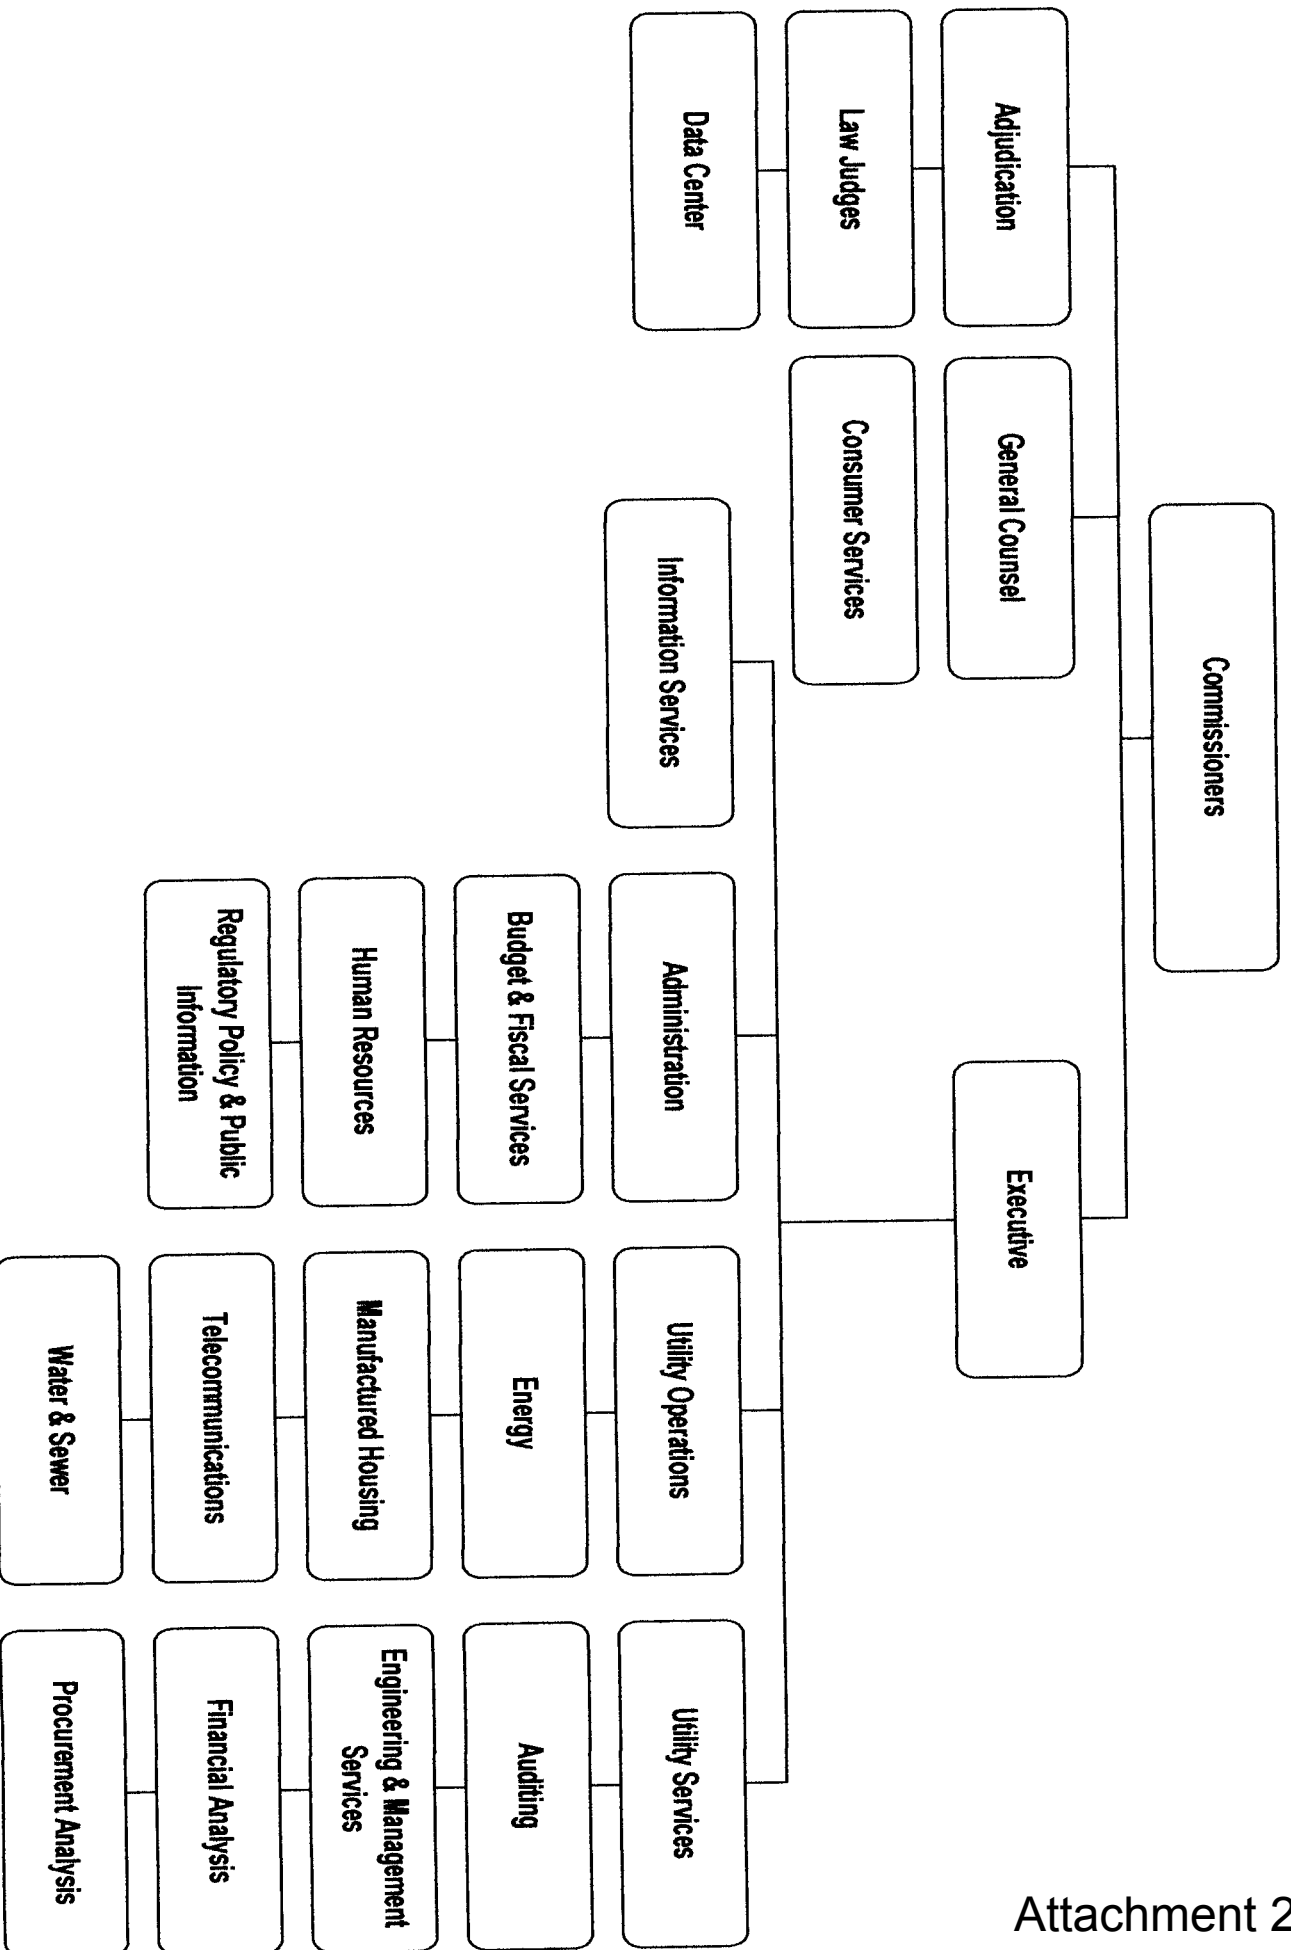 Commissioners
Adjudication
General Counsel
Executive
Law Judges
Consumer Services
Data Center
Information Services
Administration
Utility Operations
Utility Services
Budget & Fiscal Services
Energy
Auditing
Human Resources
Manufactured Housing
Engineering & Management
Services
Regulatory Policy & Public
Information
Telecommunications
Financial Analysis
Water & Sewer
Procurement Analysis
Attachment 2